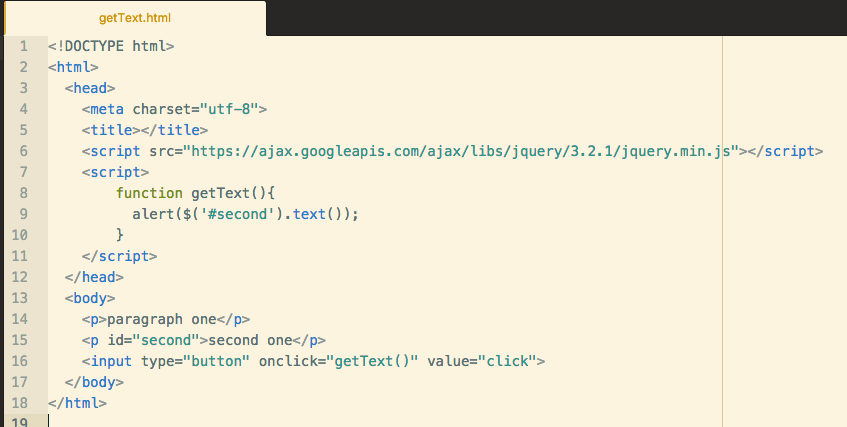 getText.html
1 <!DOCTYPE html>
2 <html>
3   <head>
4     <meta charset="utf-8">
5     <title></title>
6     <script src="https://ajax.googleapis.com/ajax/libs/jquery/3.2.1/jquery.min.js"></script>
7     <script>
8         function getText(){
9           alert($('#second').text());
10         }
11     </script>
12   </head>
13   <body>
14     <p>paragraph one</p>
15     <p id="second">second one</p>
16     <input type="button" onclick="getText()" value="click">
17   </body>
18 </html>
19